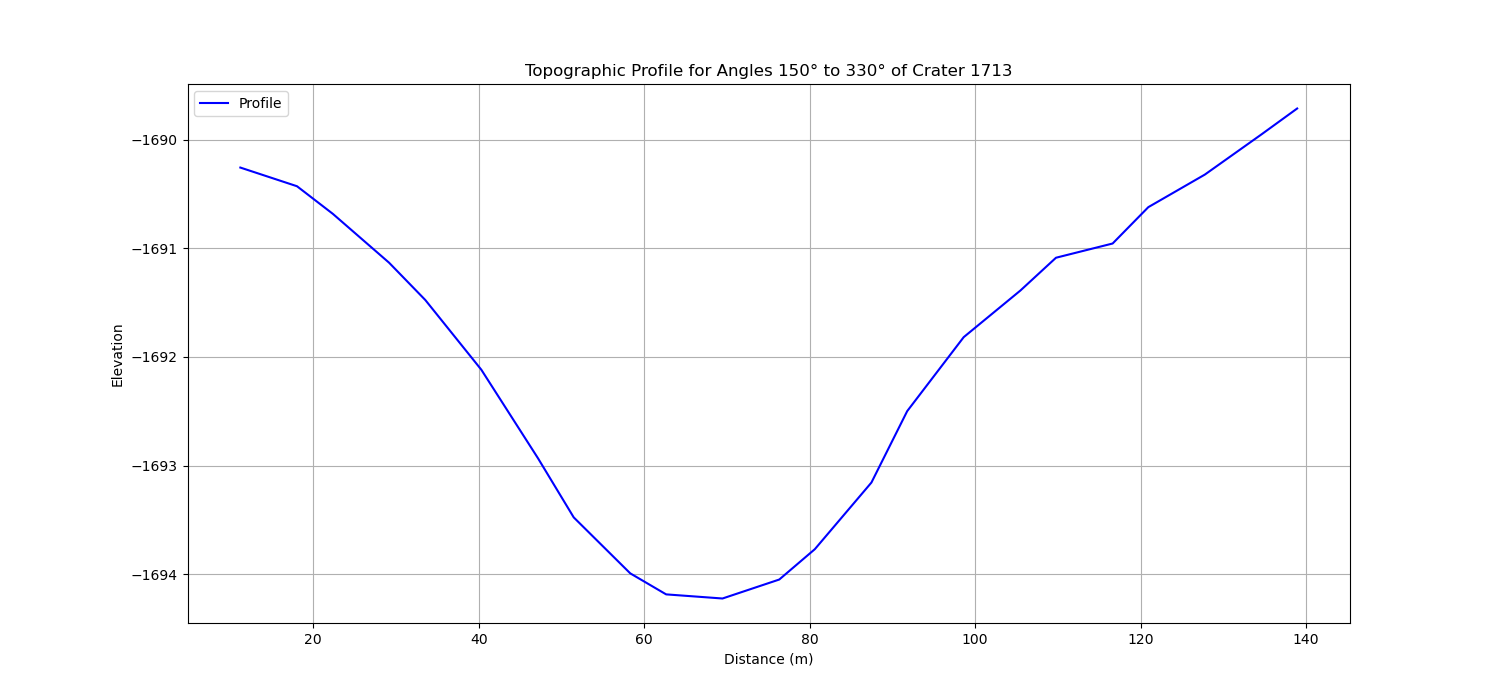 Topographic Profile for Angles 150° to 330° of Crater 1713
Profile
−1690
−1691
−1692
−1693
−1694
Elevation
20 40 60 80 100 120 140
Distance (m)